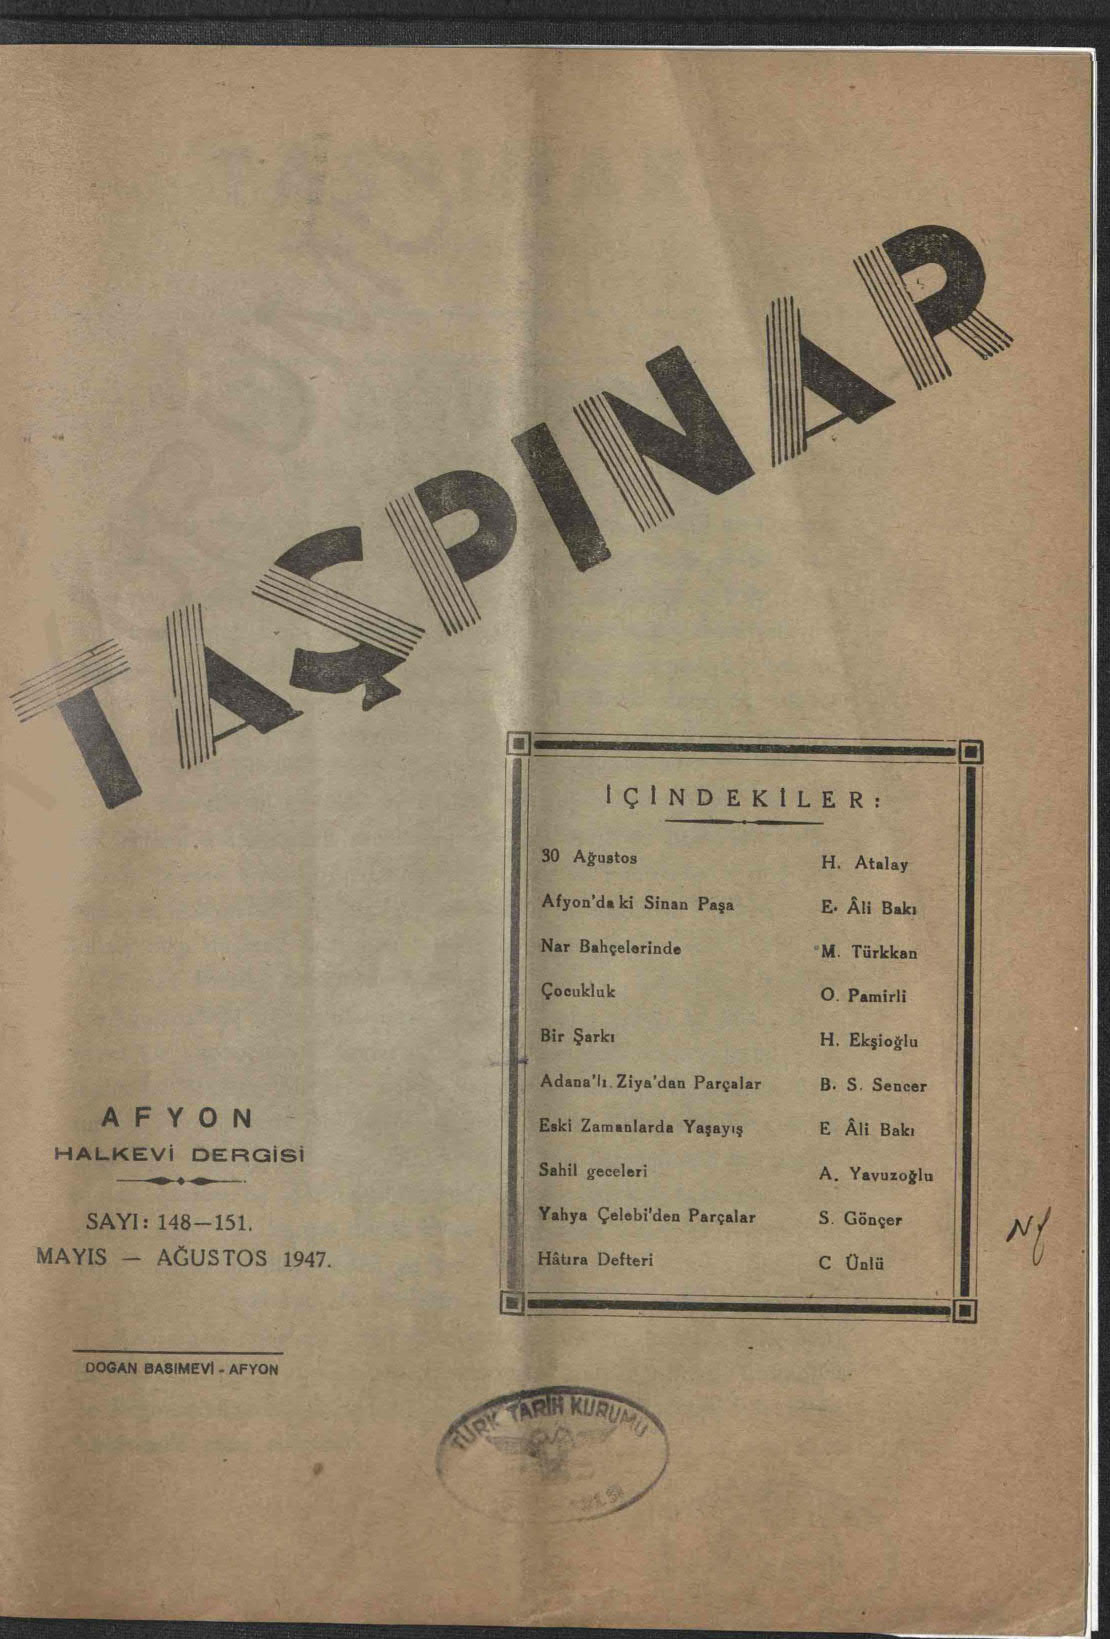 TAŞPINAR
İÇİNDEKİLER:
30 Ağustos H. Atalay
Afyon'daki Sinan Paşa E. Âli Bakı
Nar Bahçelerinde M. Türkkan
Çocukluk O. Pamirli
Bir Şarkı H. Ekşioğlu
Adana'lı Ziya'dan Parçalar B. S. Sencer
Eski Zamanlarda Yaşayış E Âli Bakı
Sahil geceleri A. Yavuzoğlu
Yahya Çelebi'den Parçalar S. Gönçer
Hâtıra Defteri C Ünlü
AFYON
HALKEVİ DERGİSİ
SAYI: 148—151.
MAYIS — AĞUSTOS 1947.
DOĞAN BASIMEVİ - AFYON
TÜRK TARİH KURUMU